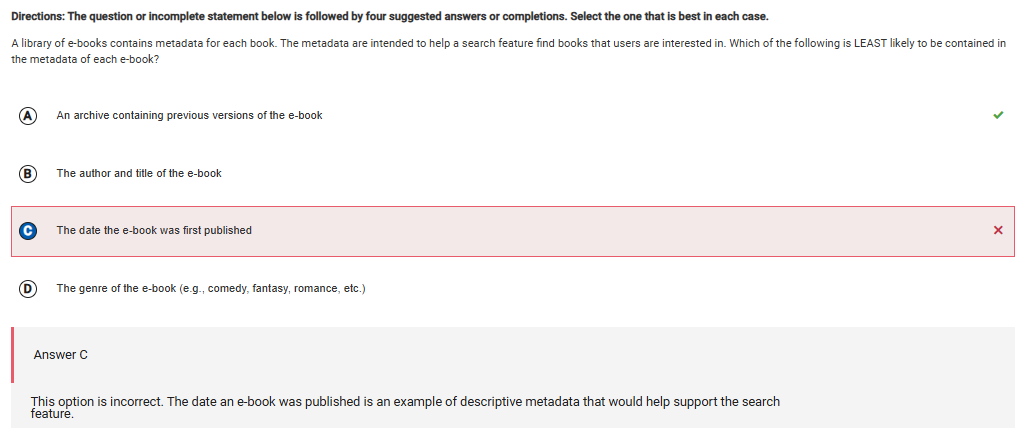 Directions: The question or incomplete statement below is followed by four suggested answers or completions. Select the one that is best in each case.
A library of e-books contains metadata for each book. The metadata are intended to help a search feature find books that users are interested in. Which of the following is LEAST likely to be contained in
the metadata of each e-book?
A An archive containing previous versions of the e-book
B The author and title of the e-book
C The date the e-book was first published
D The genre of the e-book (e.g., comedy, fantasy, romance, etc.)
Answer C
This option is incorrect. The date an e-book was published is an example of descriptive metadata that would help support the search
feature.